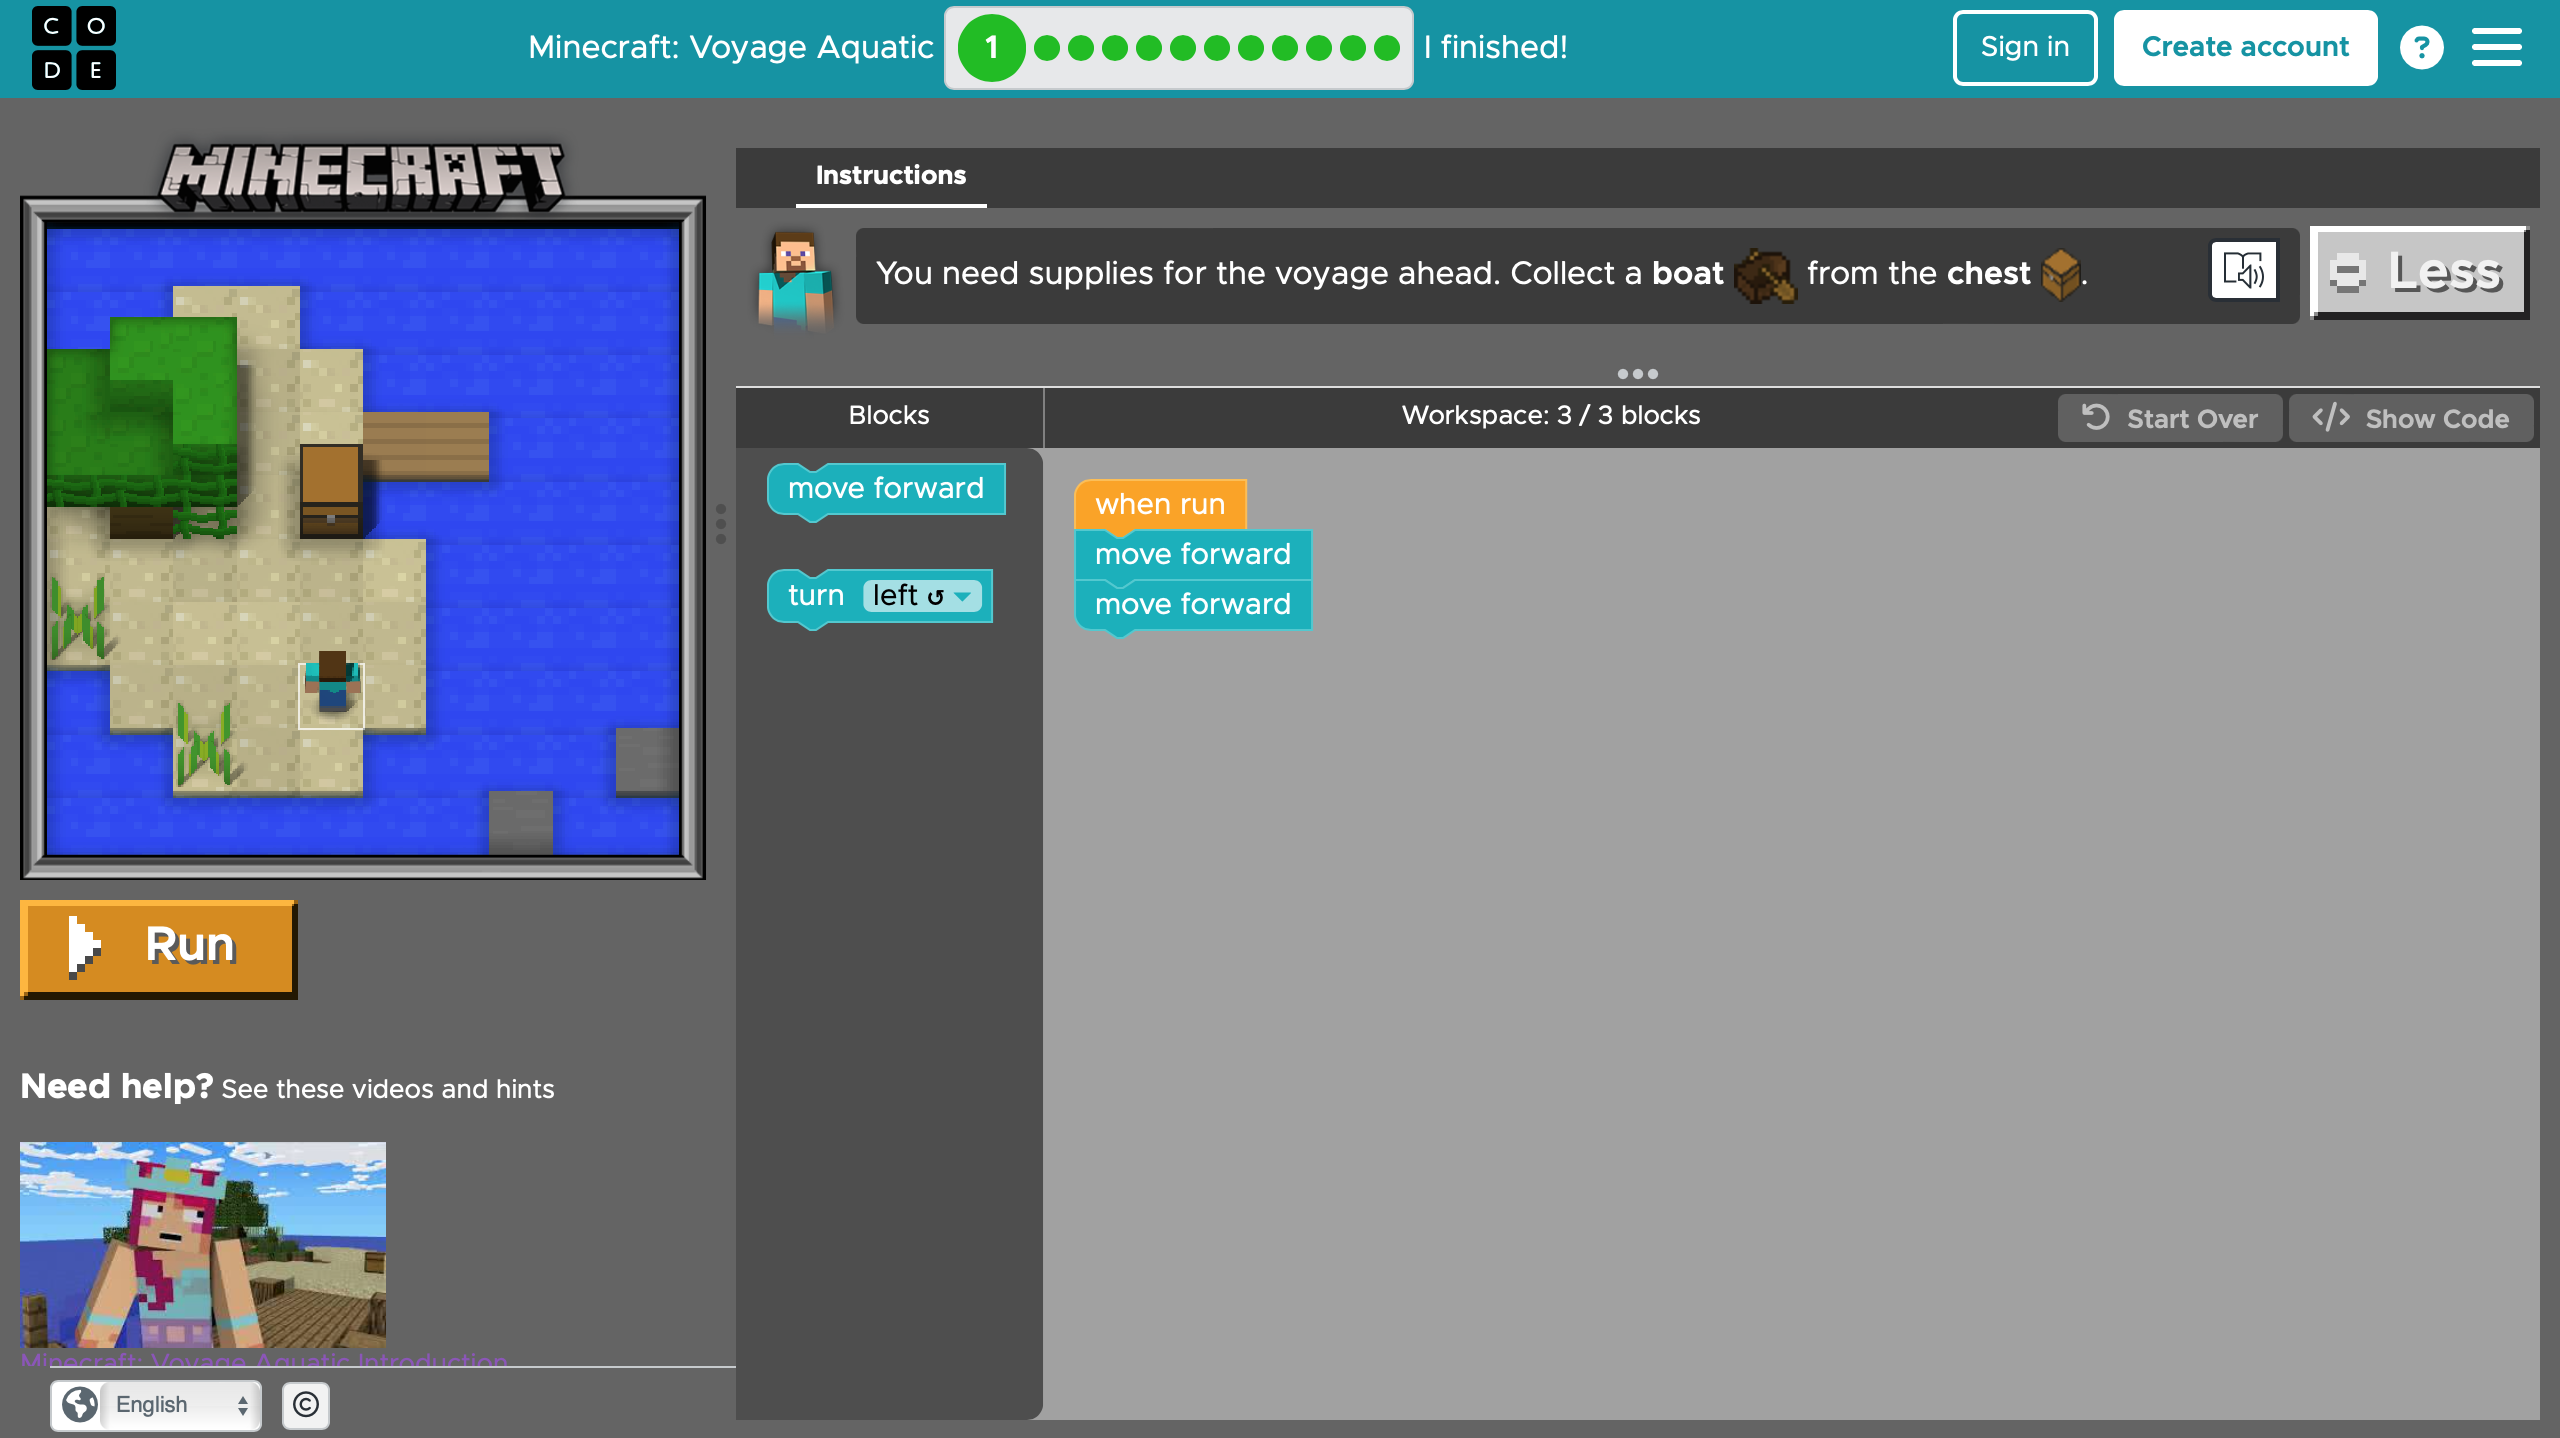 CO
DE
Minecraft: Voyage Aquatic 1 I finished!
Sign in
Create account
?
MINECRAFT
Instructions
You need supplies for the voyage ahead. Collect a boat from the chest.
Less
Blocks
Workspace: 3 / 3 blocks
Start Over
</> Show Code
move forward
turn left ↺
when run
move forward
move forward
Run
Need help? See these videos and hints
Minecraft: Voyage Aquatic Introduction
English
©